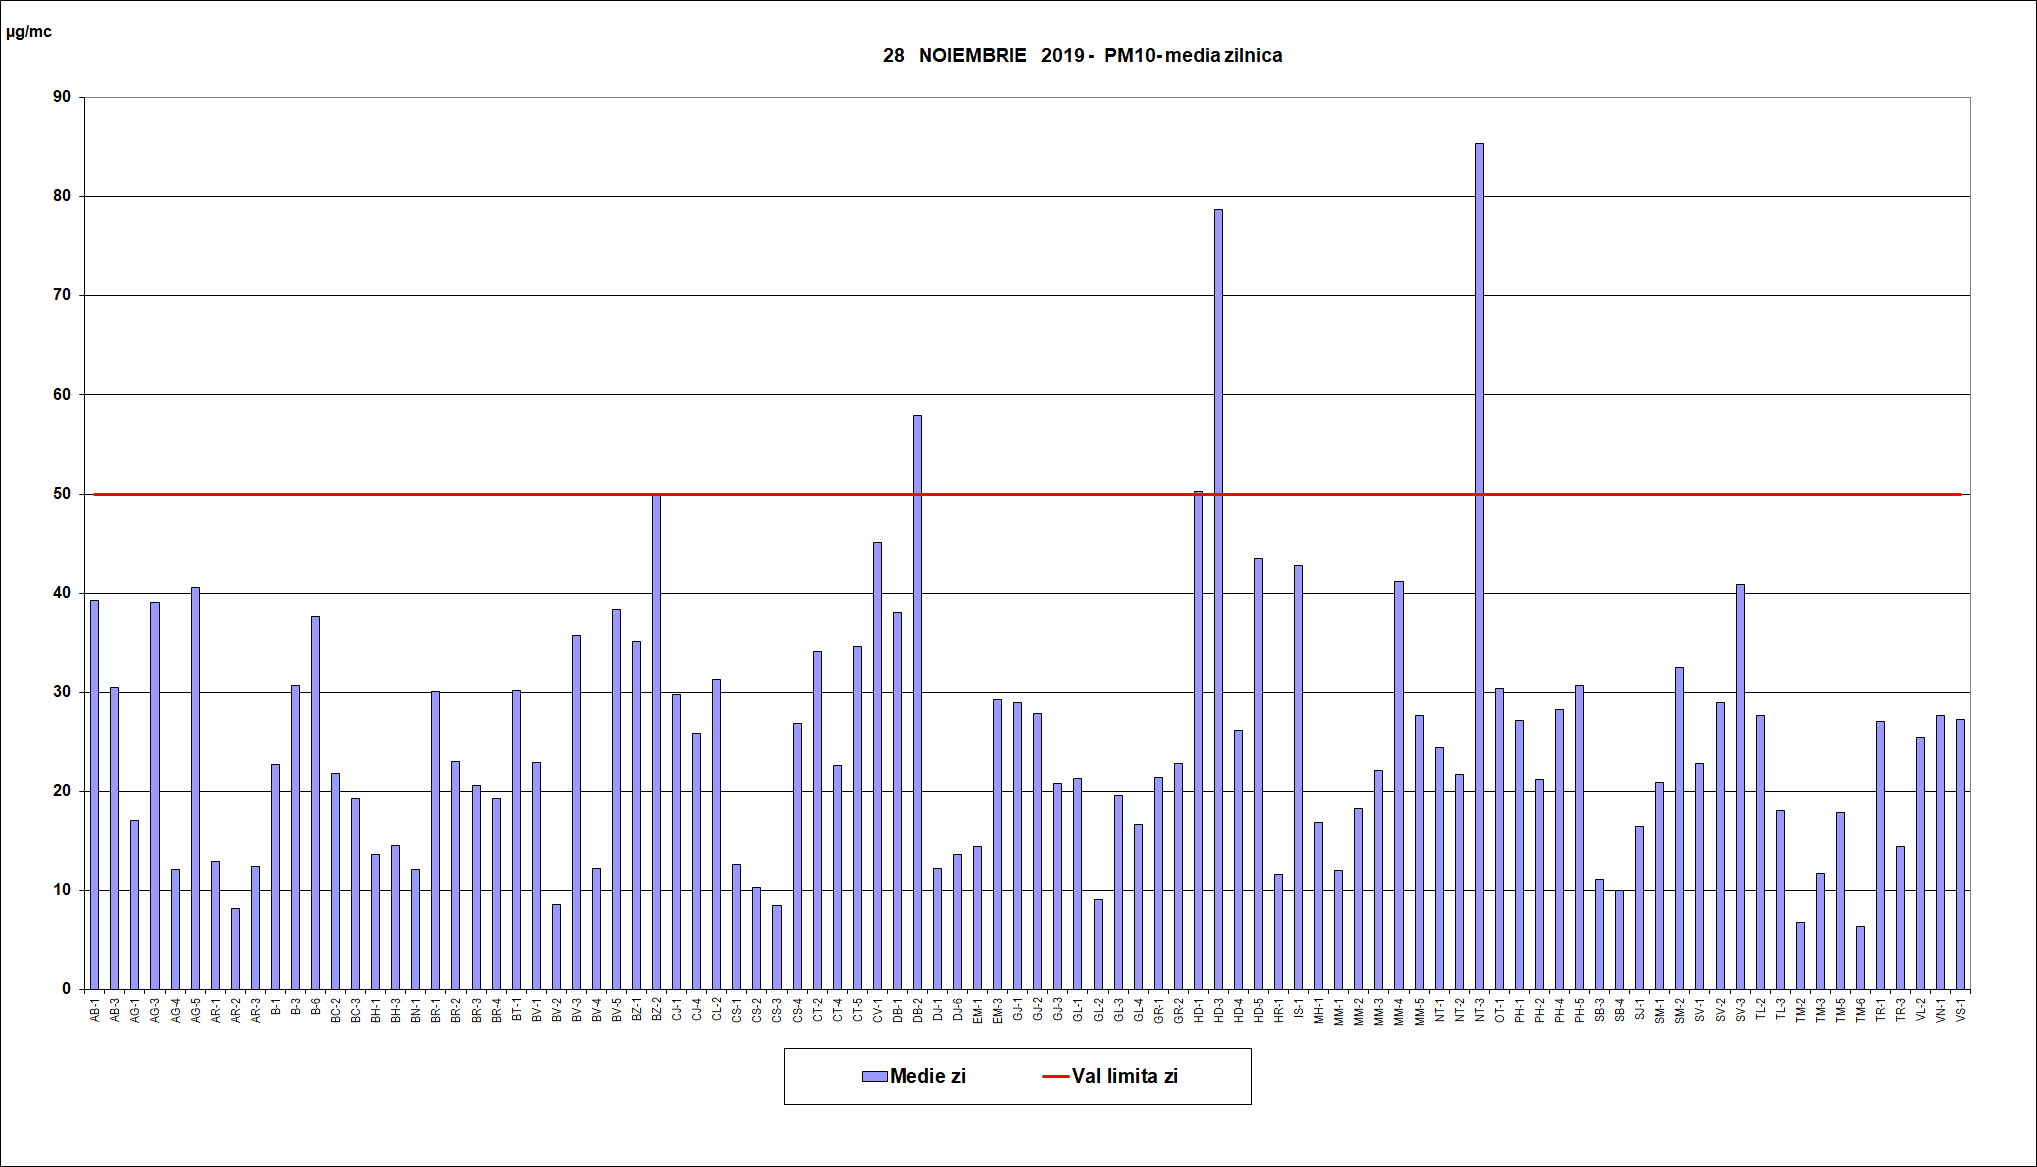 µg/mc
28 NOIEMBRIE 2019 - PM10- media zilnica
90
80
70
60
50
40
30
20
10
0
AB-1 AB-3 AG-1 AG-3 AG-4 AG-5 AR-1 AR-2 AR-3 B-1 B-3 B-6 BC-2 BC-3 BH-1 BH-3 BN-1 BR-1 BR-2 BR-3 BR-4 BT-1 BV-1 BV-2 BV-3 BV-4 BV-5 BZ-1 BZ-2 CJ-1 CJ-4 CL-2 CS-1 CS-2 CS-3 CS-4 CT-2 CT-4 CT-5 CV-1 DB-1 DB-2 DJ-1 DJ-6 EM-1 EM-3 GJ-1 GJ-2 GJ-3 GL-1 GL-2 GL-3 GL-4 GR-1 GR-2 HD-1 HD-3 HD-4 HD-5 HR-1 IS-1 MH-1 MM-1 MM-2 MM-3 MM-4 MM-5 NT-1 NT-2 NT-3 OT-1 PH-1 PH-2 PH-4 PH-5 SB-3 SB-4 SJ-1 SM-1 SM-2 SV-1 SV-2 SV-3 TL-2 TL-3 TM-2 TM-3 TM-5 TM-6 TR-1 TR-3 VL-2 VN-1 VS-1
Medie zi Val limita zi